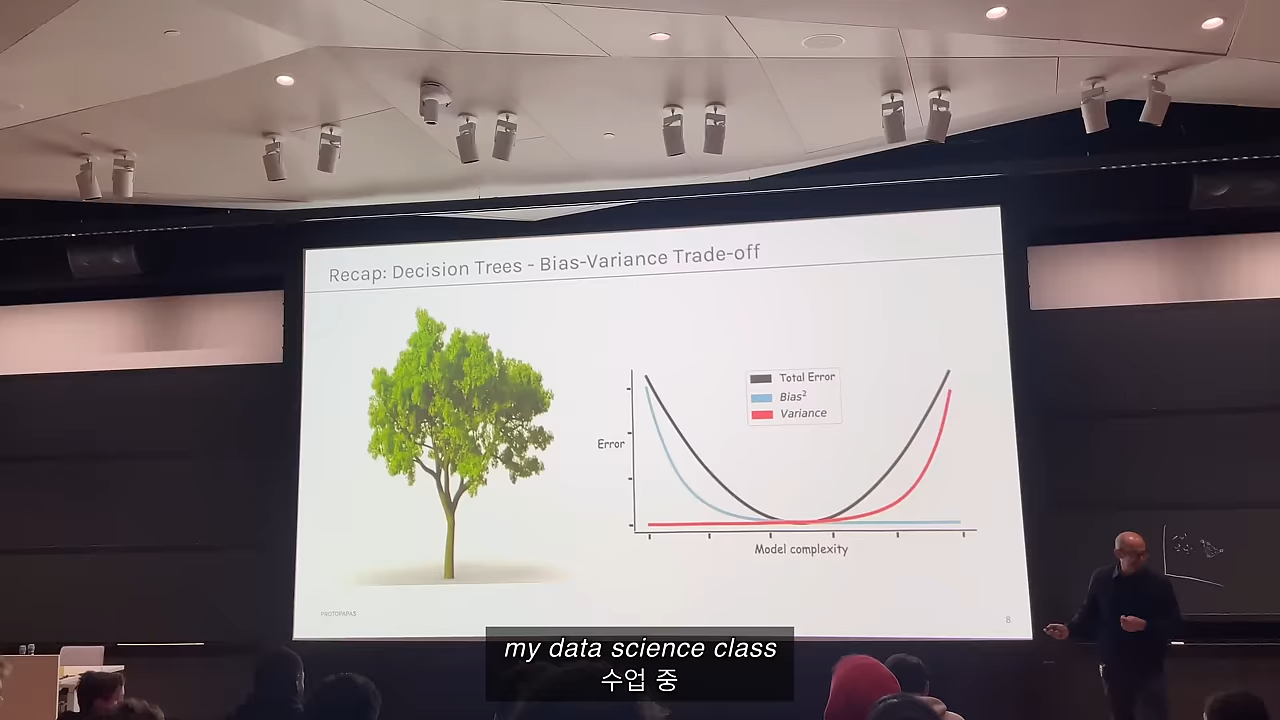 Recap: Decision Trees - Bias-Variance Trade-off
Total Error
Bias²
Variance
Error
Model complexity
PROTOPAPAS
8
my data science class
수업 중